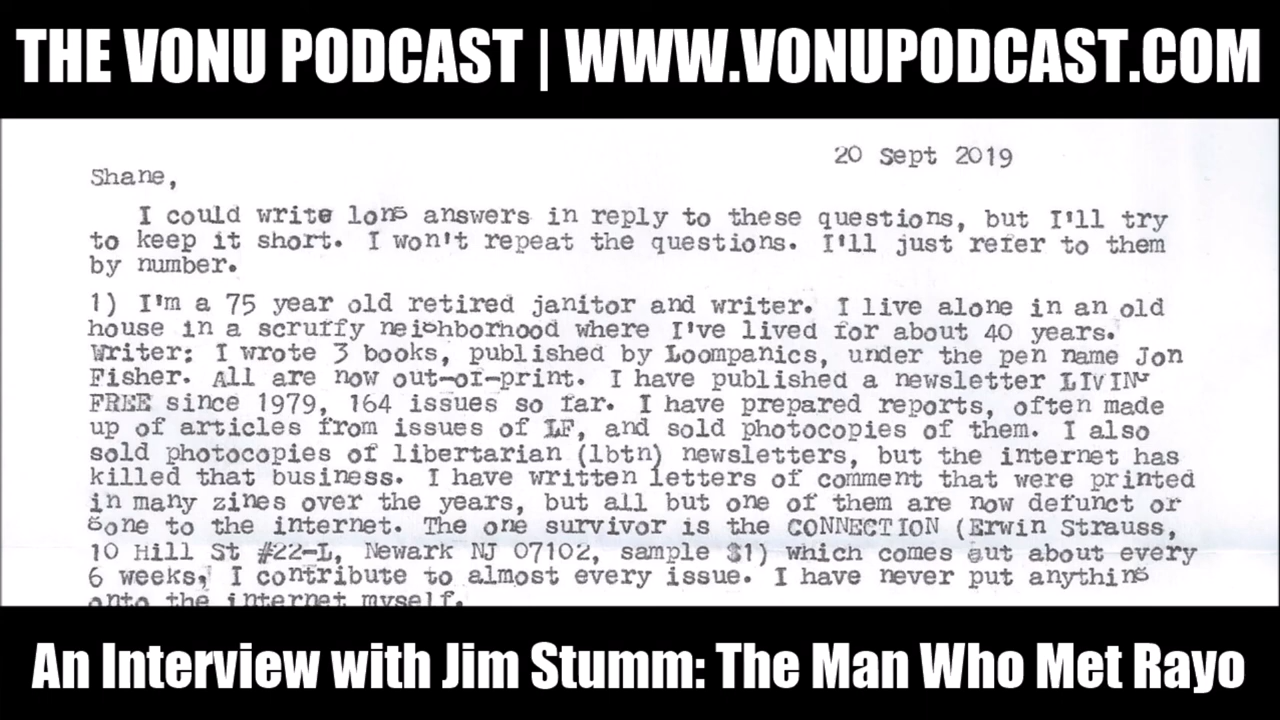 THE VONU PODCAST | WWW.VONUPODCAST.COM
20 Sept 2019
Shane,
I could write long answers in reply to these questions, but I'll try
to keep it short. I won't repeat the questions. I'll just refer to them
by number.
1) I'm a 75 year old retired janitor and writer. I live alone in an old
house in a scruffy neighborhood where I've lived for about 40 years.
Writer: I wrote 3 books, published by Loompanics, under the pen name Jon
Fisher. All are now out-of-print. I have published a newsletter LIVING
FREE since 1979, 164 issues so far. I have prepared reports, often made
up of articles from issues of LF, and sold photocopies of them. I also
sold photocopies of libertarian (lbtn) newsletters, but the internet has
killed that business. I have written letters of comment that were printed
in many zines over the years, but all but one of them are now defunct or
gone to the internet. The one survivor is the CONNECTION (Erwin Strauss,
10 Hill St #22-L, Newark NJ 07102, sample $1) which comes out about every
6 weeks, I contribute to almost every issue. I have never put anything
onto the internet myself.
An Interview with Jim Stumm: The Man Who Met Rayo